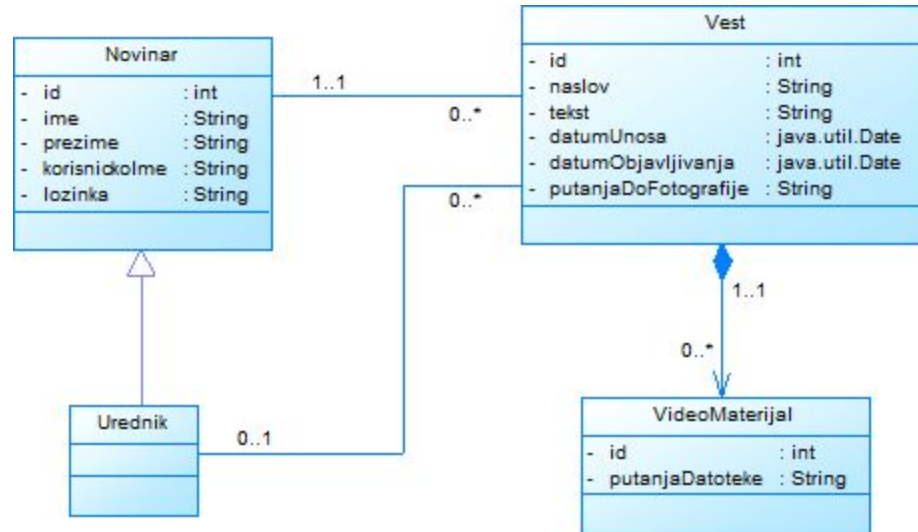 Novinar
- id : int
- ime : String
- prezime : String
- korisnickoIme : String
- lozinka : String
1..1
0..*
Vest
- id : int
- naslov : String
- tekst : String
- datumUnosa : java.util.Date
- datumObjavljivanja : java.util.Date
- putanjaDoFotografije : String
0..*
1..1
0..*
Urednik
0..1
VideoMaterijal
- id : int
- putanjaDatoteke : String